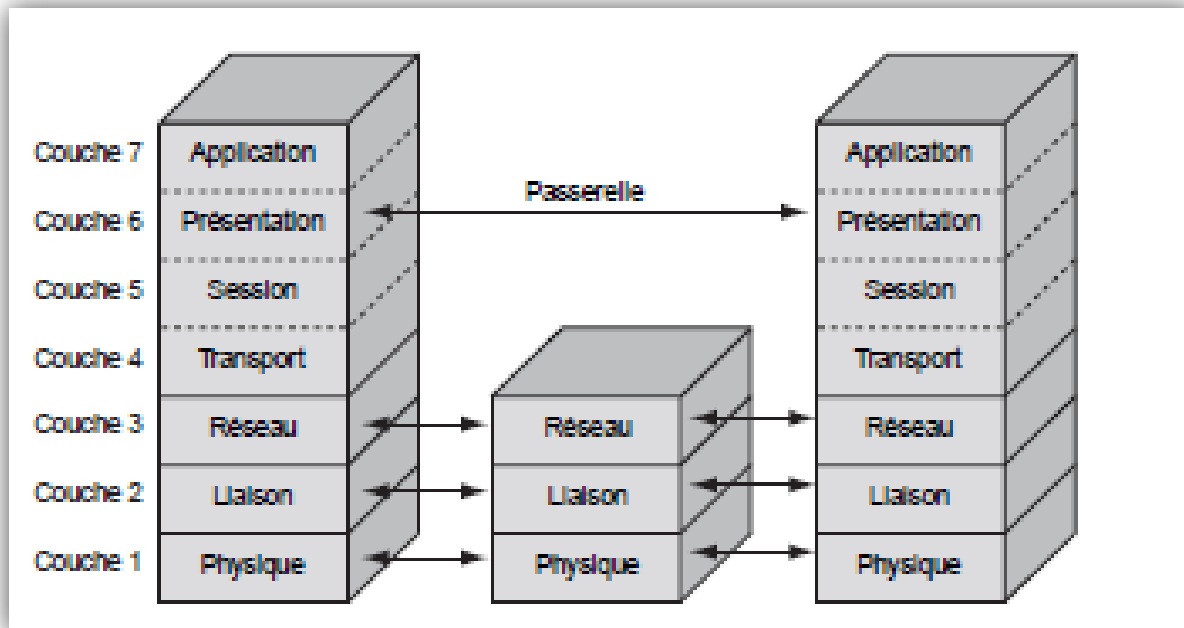 Couche 7 Application Application
Passerelle
Couche 6 Présentation Présentation
Couche 5 Session Session
Couche 4 Transport Transport
Couche 3 Réseau Réseau Réseau
Couche 2 Liaison Liaison Liaison
Couche 1 Physique Physique Physique